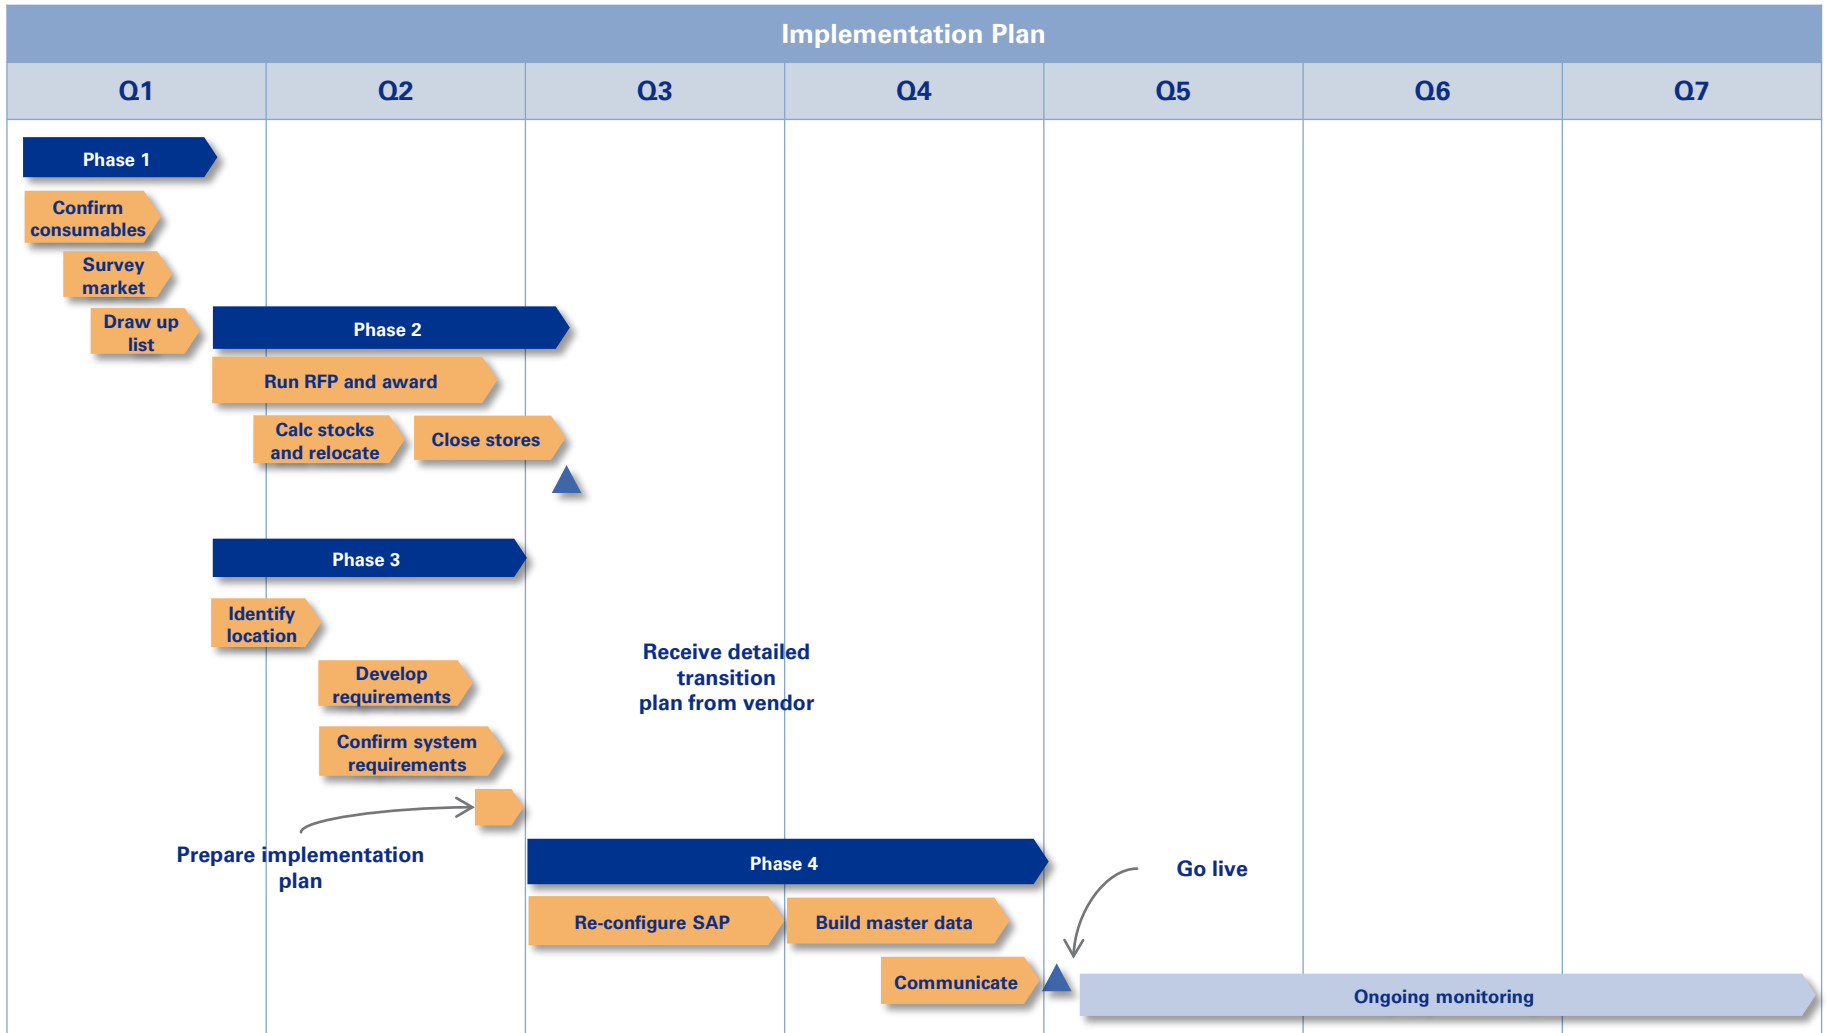 Implementation Plan
Q1 Q2 Q3 Q4 Q5 Q6 Q7
Phase 1
Confirm
consumables
Survey
market
Draw up
list
Phase 2
Run RFP and award
Calc stocks
and relocate
Close stores
Phase 3
Identify
location
Develop
requirements
Receive detailed
transition
plan from vendor
Confirm system
requirements
Prepare implementation
plan
Phase 4
Go live
Re-configure SAP
Build master data
Communicate
Ongoing monitoring